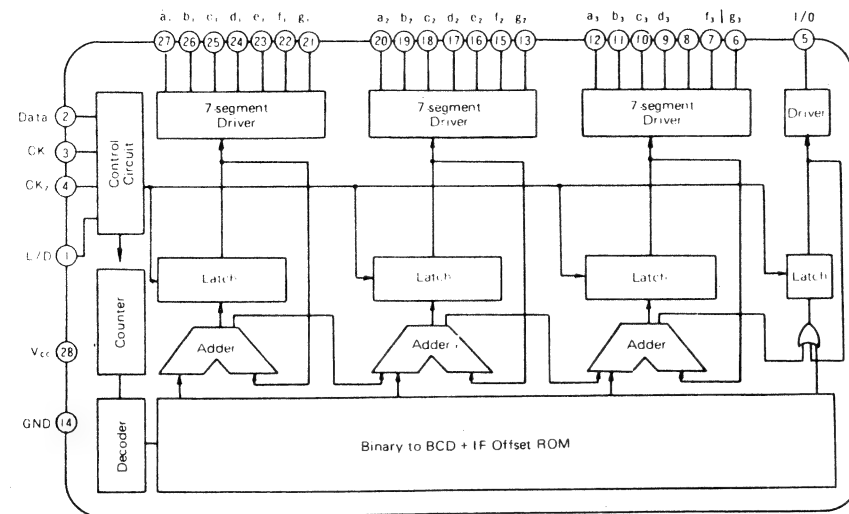 a₁ b₁ c₁ d₁ e₁ f₁ g₁ a₂ b₂ c₂ d₂ e₂ f₂ g₂ a₃ b₃ c₃ d₃ f₃ g₃ I/O
27 26 25 24 23 22 21 20 19 18 17 16 15 13 12 11 10 9 8 7 6 5
7-segment
Driver
7-segment
Driver
7-segment
Driver
Driver
Data 2
CK 3
CK₂ 4
L/D 1
Control
Circuit
Latch
Latch
Latch
Latch
Counter
Adder
Adder
Adder
Vcc 28
GND 14
Decoder
Binary to BCD + IF Offset ROM